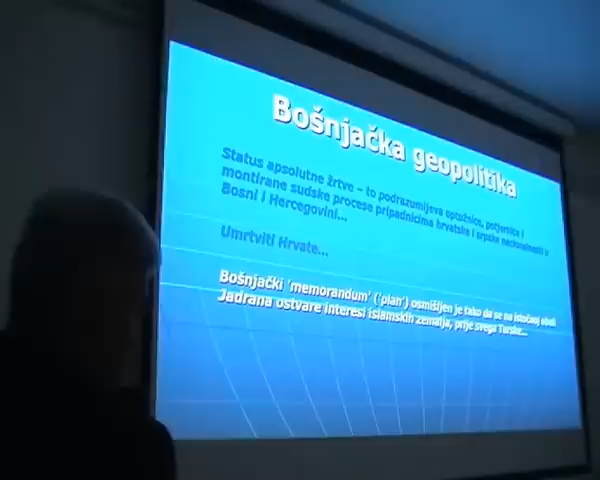 Bošnjačka geopolitika
Status apsolutne žrtve – to podrazumijeva optužnice, potjernice i
montirane sudske procese pripadnicima hrvatske i srpske nacionalnosti u
Bosni i Hercegovini...
Umrtviti Hrvate...
Bošnjački 'memorandum' ('plan') osmišljen je tako da se na istočnoj obali
Jadrana ostvare interesi islamskih zemalja, prije svega Turske...